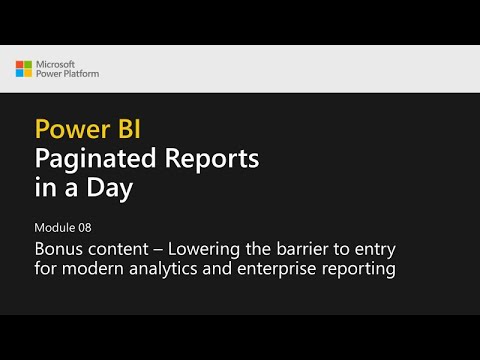 Microsoft
Power Platform
Power BI
Paginated Reports
in a Day
Module 08
Bonus content – Lowering the barrier to entry
for modern analytics and enterprise reporting